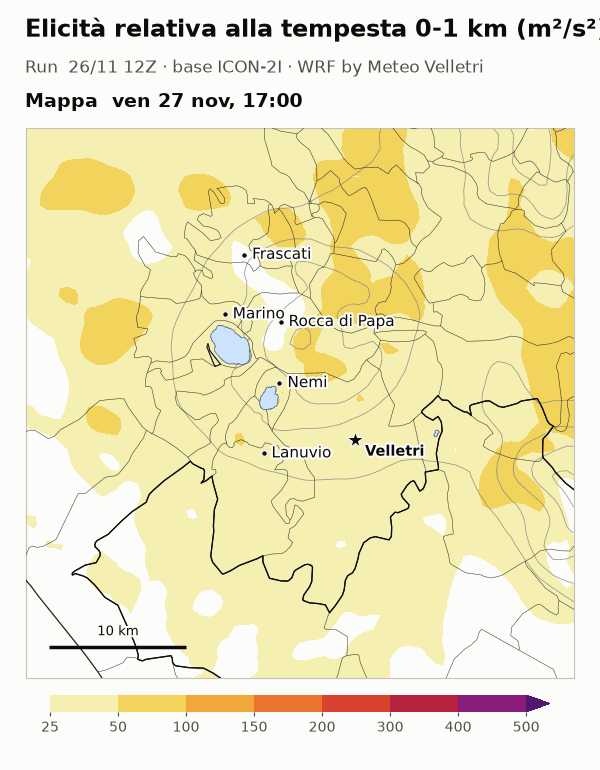 Elicità relativa alla tempesta 0-1 km (m²/s²)
Run  26/11 12Z · base ICON-2I · WRF by Meteo Velletri
Mappa  ven 27 nov, 17:00
Frascati
Marino
Rocca di Papa
Nemi
Lanuvio
Velletri
10 km
25 50 100 150 200 300 400 500